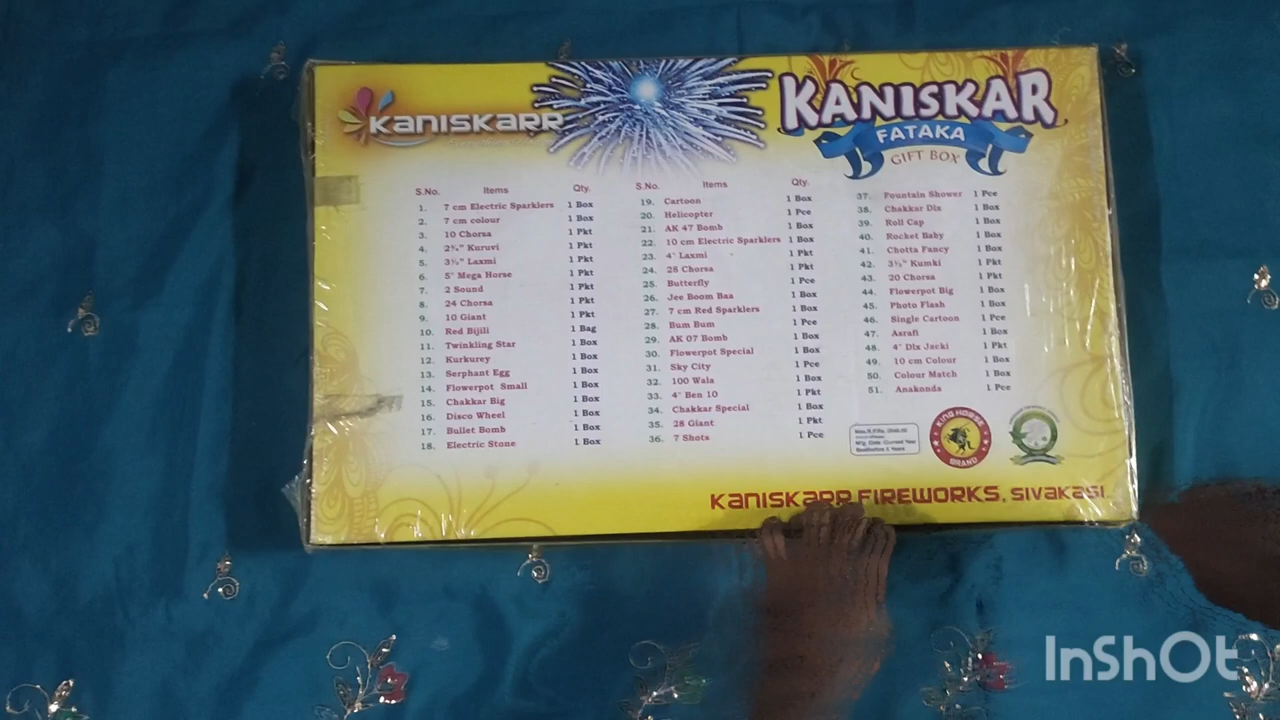 KANISKARR
KANISKAR
FATAKA
GIFT BOX
S.No. Items Qty.
1. 7 cm Electric Sparklers 1 Box
2. 7 cm colour 1 Box
3. 10 Chorsa 1 Pkt
4. 2¾" Kuruvi 1 Pkt
5. 3½" Laxmi 1 Pkt
6. 5" Mega Horse 1 Pkt
7. 2 Sound 1 Pkt
8. 24 Chorsa 1 Pkt
9. 10 Giant 1 Pkt
10. Red Bijili 1 Bag
11. Twinkling Star 1 Box
12. Kurkurey 1 Box
13. Serphant Egg 1 Box
14. Flowerpot Small 1 Box
15. Chakkar Big 1 Box
16. Disco Wheel 1 Box
17. Bullet Bomb 1 Box
18. Electric Stone 1 Box
S.No. Items Qty.
19. Cartoon 1 Box
20. Helicopter 1 Pce
21. AK 47 Bomb 1 Box
22. 10 cm Electric Sparklers 1 Box
23. 4" Laxmi 1 Pkt
24. 28 Chorsa 1 Pkt
25. Butterfly 1 Pce
26. Jee Boom Baa 1 Box
27. 7 cm Red Sparklers 1 Box
28. Bum Bum 1 Pce
29. AK 07 Bomb 1 Box
30. Flowerpot Special 1 Box
31. Sky City 1 Pce
32. 100 Wala 1 Box
33. 4" Ben 10 1 Pkt
34. Chakkar Special 1 Box
35. 28 Giant 1 Pkt
36. 7 Shots 1 Pce
37. Fountain Shower 1 Pce
38. Chakkar Dlx 1 Box
39. Roll Cap 1 Box
40. Rocket Baby 1 Box
41. Chotta Fancy 1 Box
42. 3½" Kumki 1 Pkt
43. 20 Chorsa 1 Pkt
44. Flowerpot Big 1 Box
45. Photo Flash 1 Box
46. Single Cartoon 1 Pce
47. Asrafi 1 Box
48. 4" Dlx Jacki 1 Pkt
49. 10 cm Colour 1 Box
50. Colour Match 1 Box
51. Anakonda 1 Pce
Mfg. Date Current Year
KING HORSE
BRAND
KANISKARR FIREWORKS, SIVAKASI
InShOt